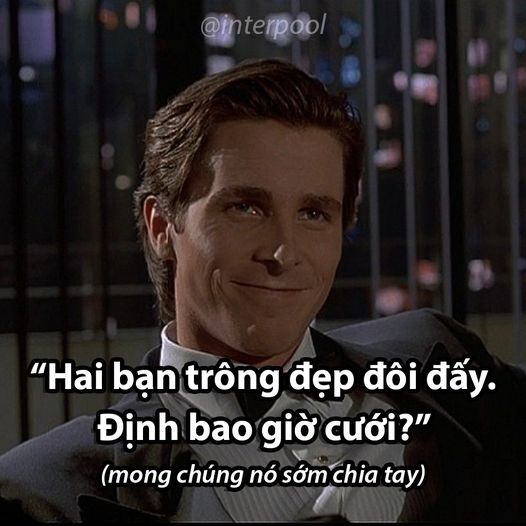 @interpool
“Hai bạn trông đẹp đôi đấy.
Định bao giờ cưới?”
(mong chúng nó sớm chia tay)